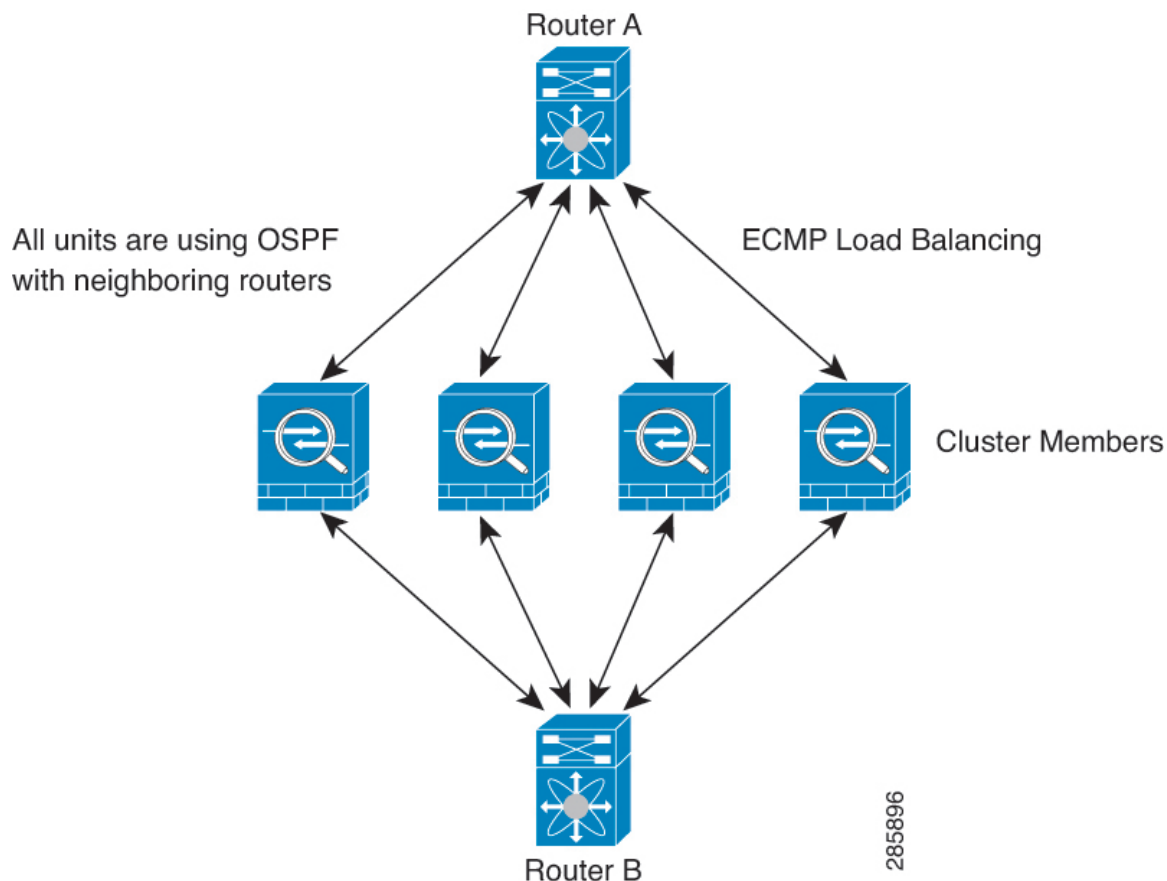 Router A
All units are using OSPF
with neighboring routers
ECMP Load Balancing
Cluster Members
Router B
285896